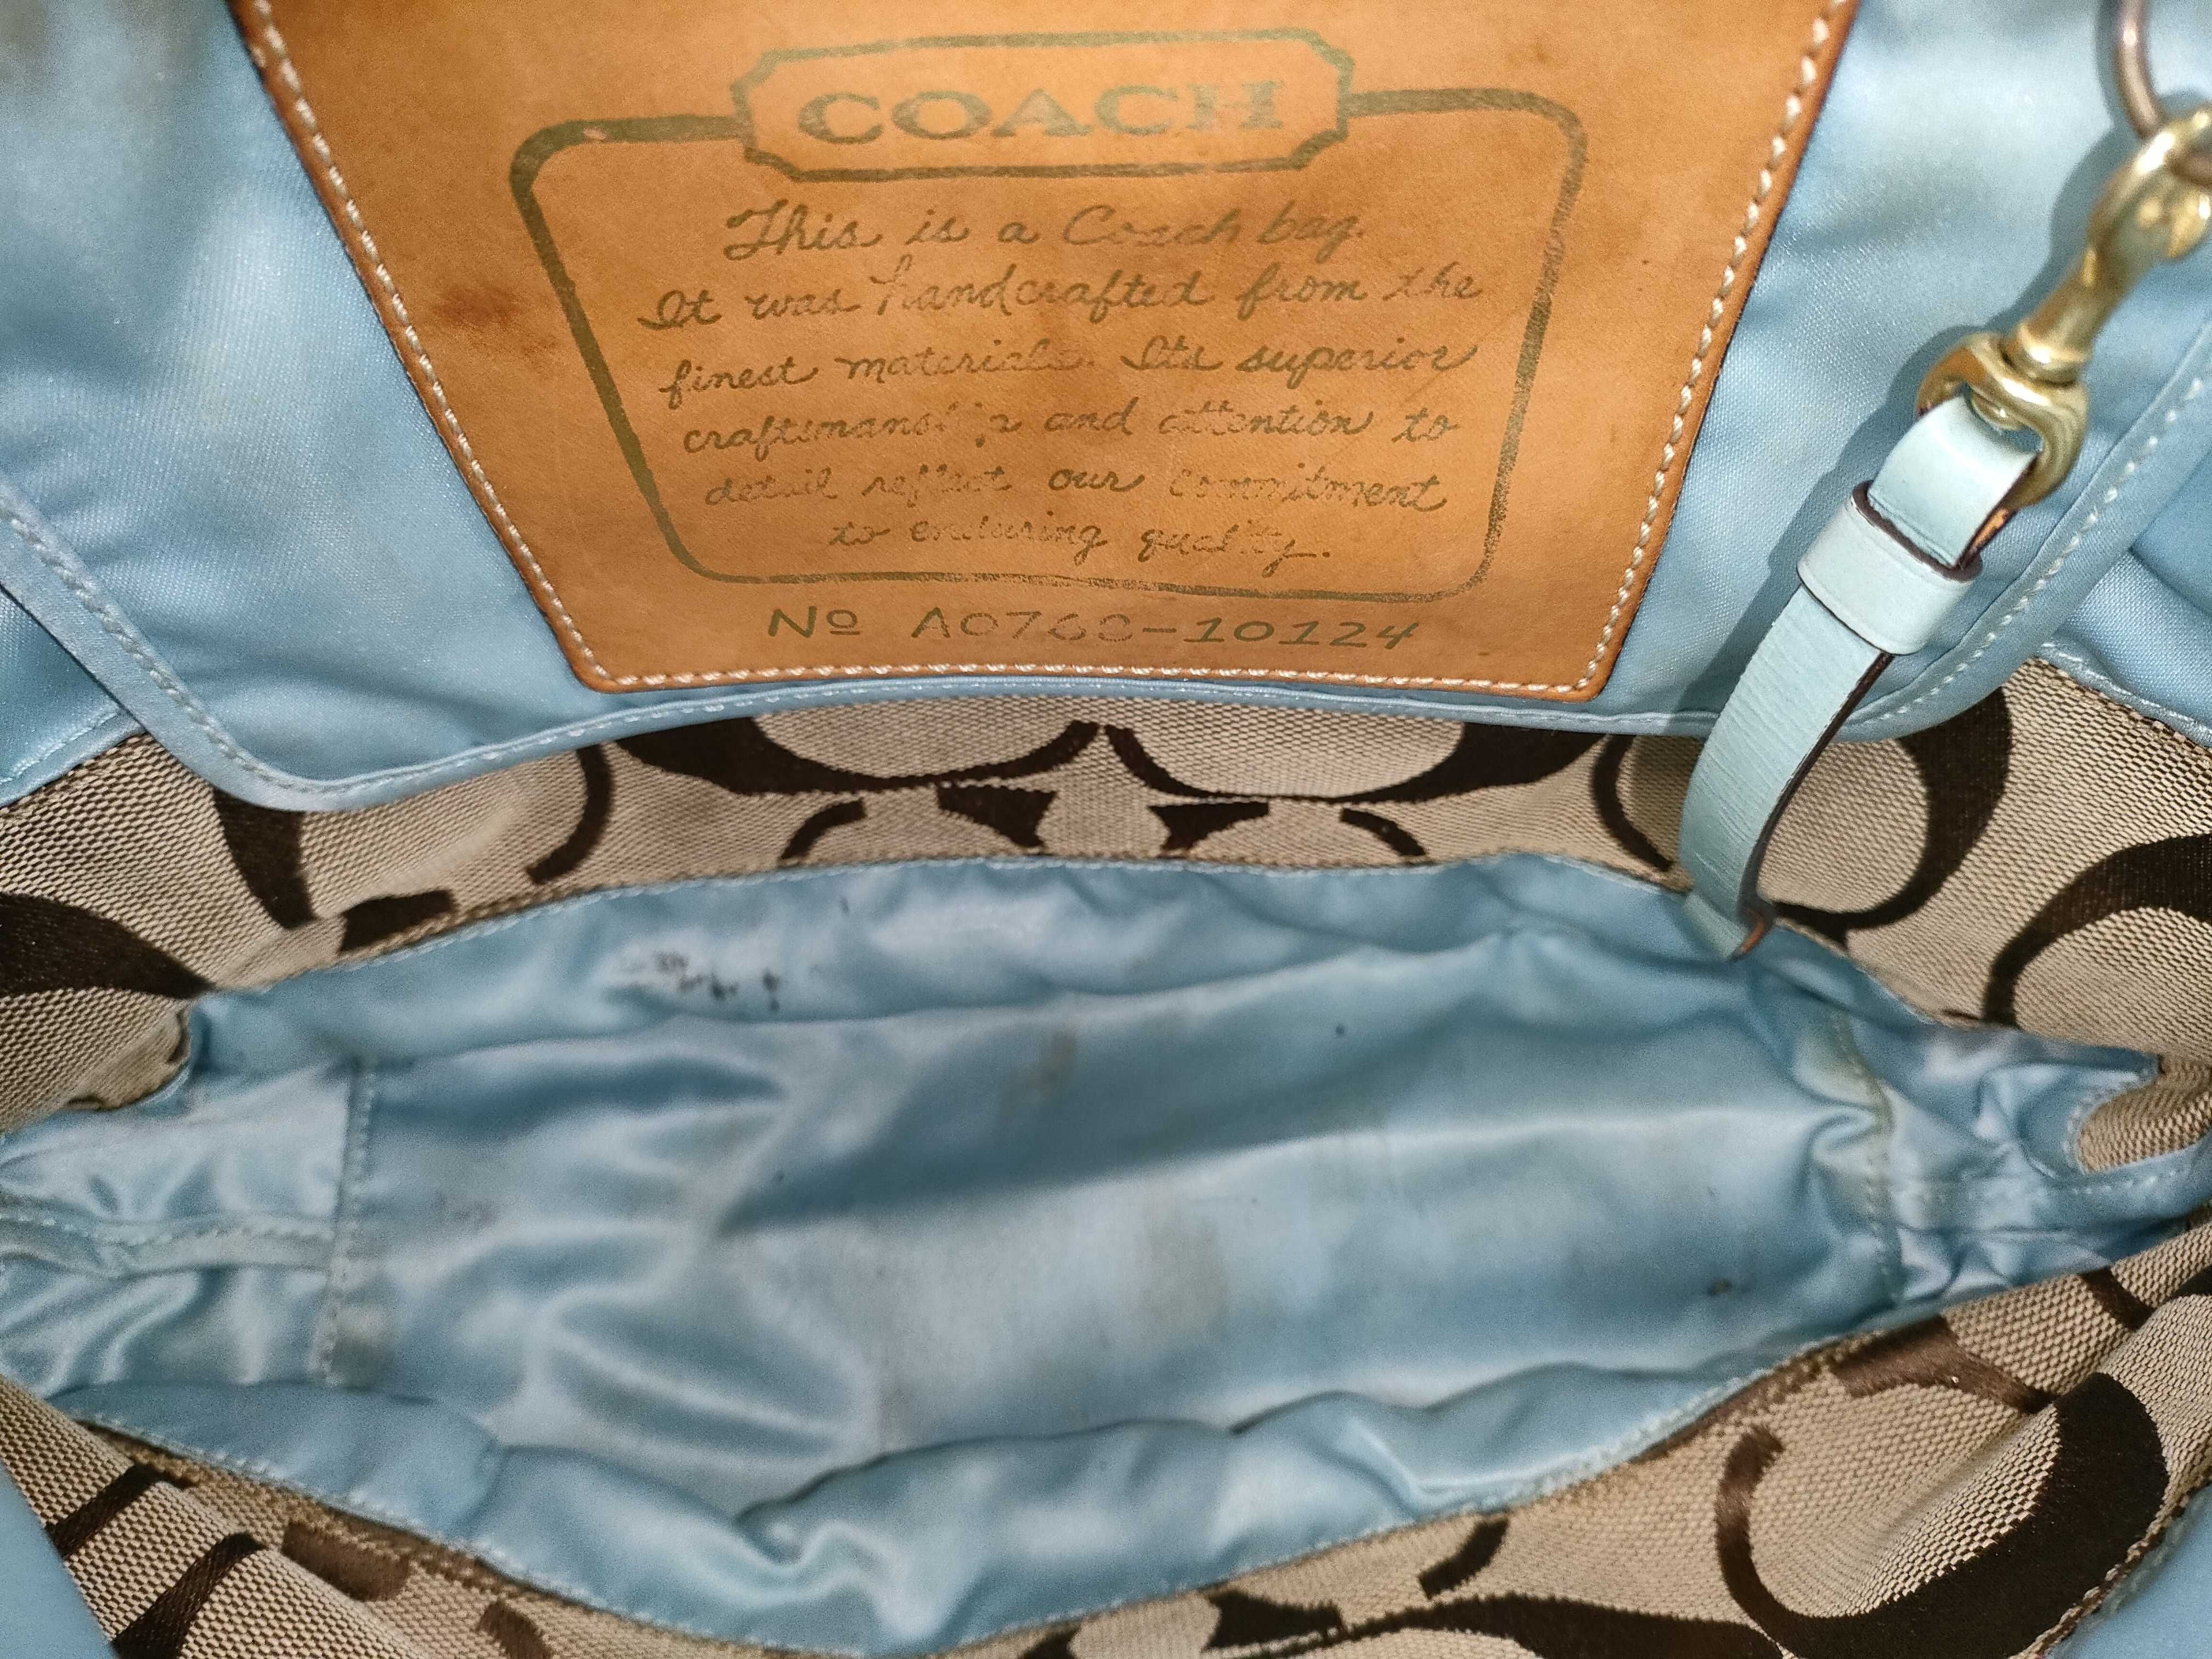 COACH
This is a Coach bag.
It was handcrafted from the
finest materials. Its superior
craftsmanship and attention to
detail reflect our commitment
to enduring quality.
Nº A0760-10124